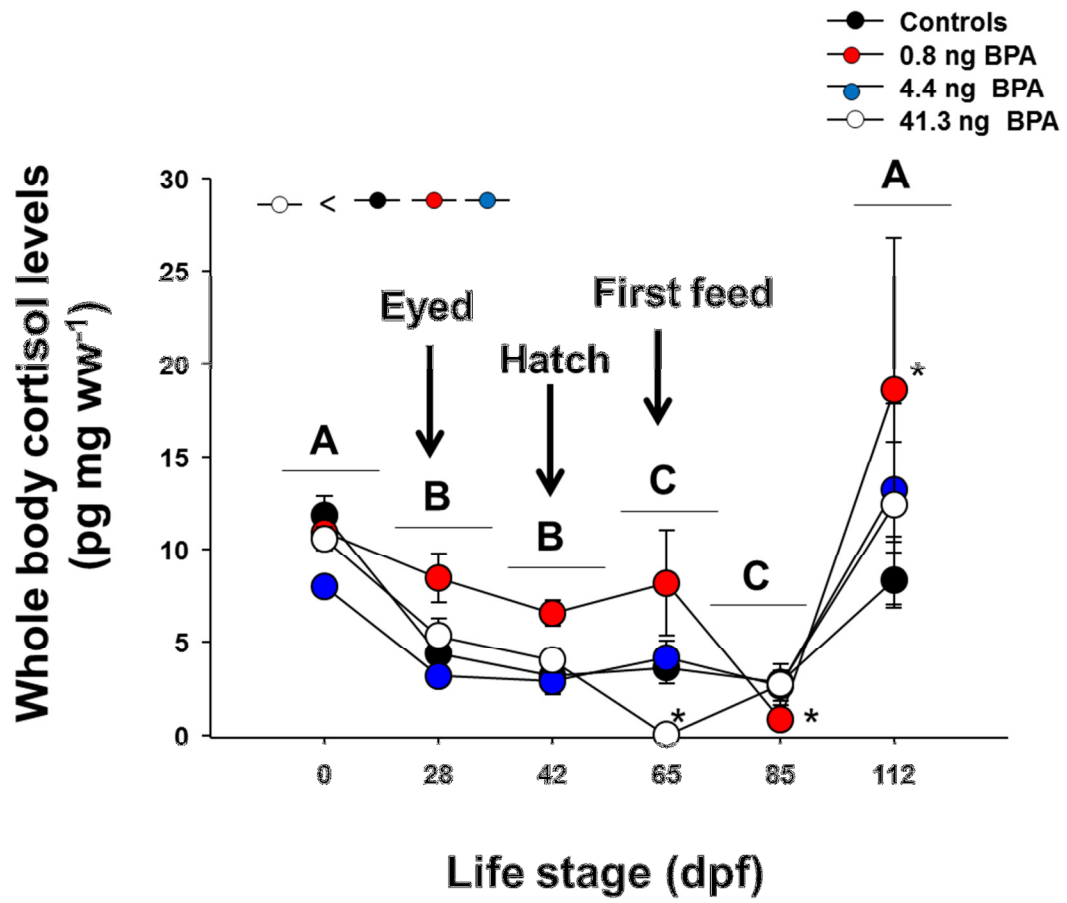 Controls
0.8 ng BPA
4.4 ng BPA
41.3 ng BPA
Whole body cortisol levels
(pg mg ww⁻¹)
30
25
20
15
10
5
0
<
Eyed
Hatch
First feed
A
B
B
C
C
A
*
*
*
0 28 42 65 85 112
Life stage (dpf)